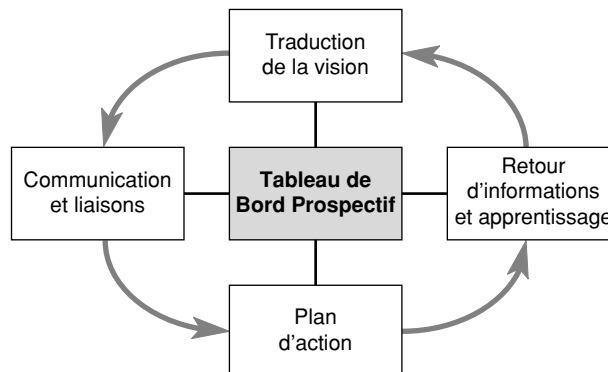 Traduction
de la vision
Communication
et liaisons
Tableau de
Bord Prospectif
Retour
d'informations
et apprentissage
Plan
d'action